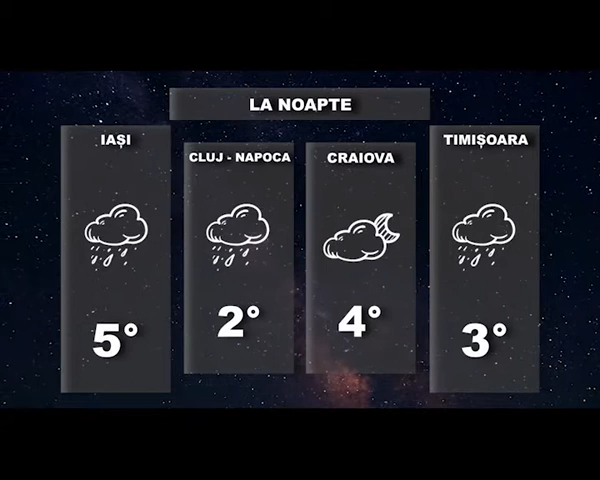 LA NOAPTE
IAȘI
CLUJ - NAPOCA
CRAIOVA
TIMIȘOARA
5°
2°
4°
3°